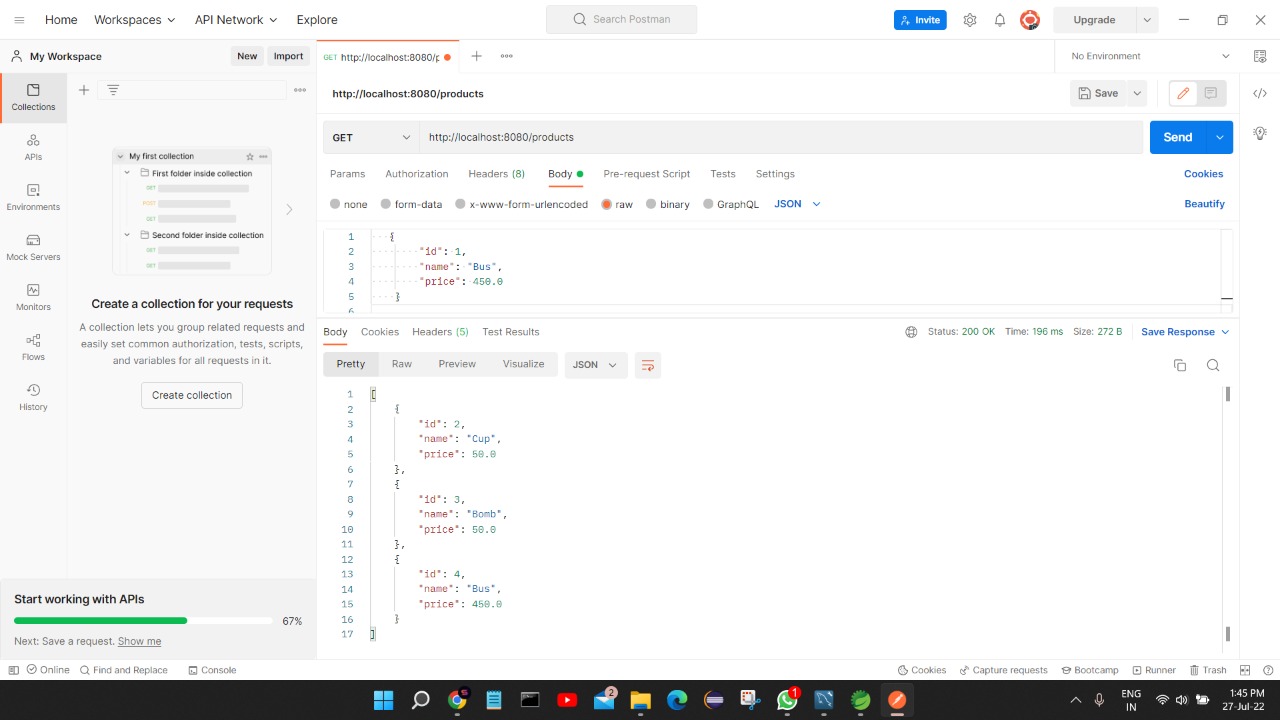 Home Workspaces API Network Explore Search Postman Invite Upgrade
My Workspace New Import GET http://localhost:8080/p No Environment
Collections
APIs
Environments
Mock Servers
Monitors
Flows
History
My first collection
First folder inside collection
GET
POST
GET
Second folder inside collection
GET
GET
Create a collection for your requests
A collection lets you group related requests and
easily set common authorization, tests, scripts,
and variables for all requests in it.
Create collection
Start working with APIs
67%
Next: Save a request. Show me
http://localhost:8080/products Save
GET http://localhost:8080/products Send
Params Authorization Headers (8) Body Pre-request Script Tests Settings Cookies
none form-data x-www-form-urlencoded raw binary GraphQL JSON Beautify
1 {
2 "id": 1,
3 "name": "Bus",
4 "price": 450.0
5 }
6
Body Cookies Headers (5) Test Results Status: 200 OK Time: 196 ms Size: 272 B Save Response
Pretty Raw Preview Visualize JSON
1 [
2 {
3 "id": 2,
4 "name": "Cup",
5 "price": 50.0
6 },
7 {
8 "id": 3,
9 "name": "Bomb",
10 "price": 50.0
11 },
12 {
13 "id": 4,
14 "name": "Bus",
15 "price": 450.0
16 }
17 ]
Online Find and Replace Console Cookies Capture requests Bootcamp Runner Trash
2 1 ENG 1:45 PM
IN 27-Jul-22